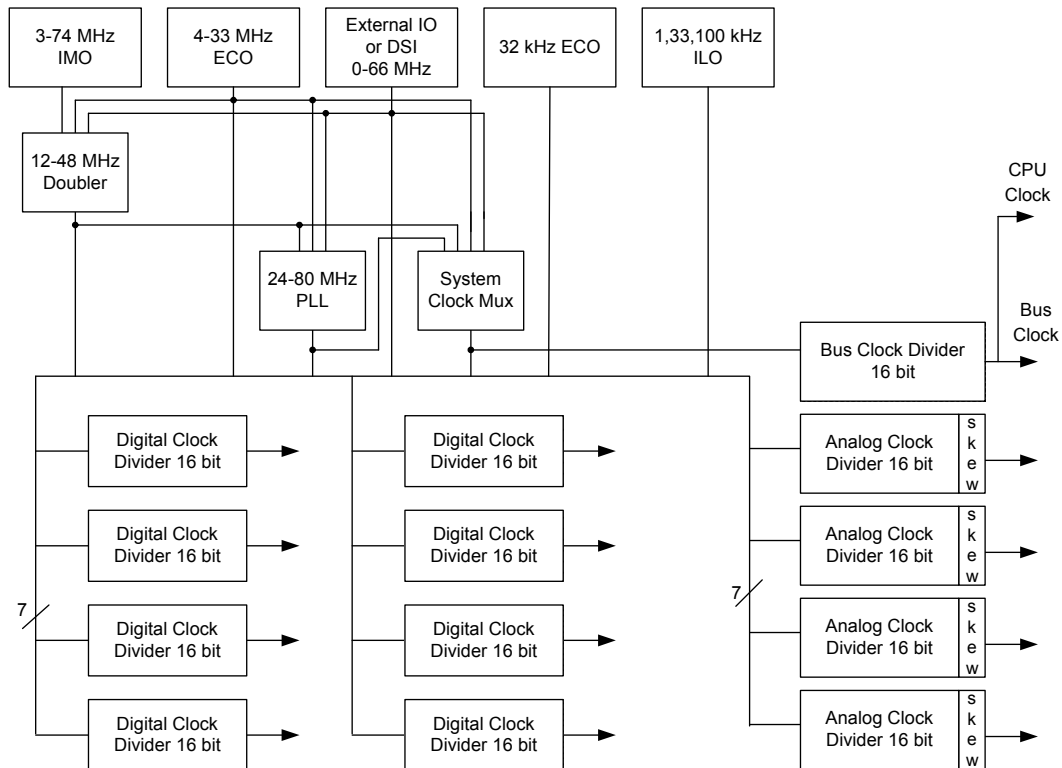 3-74 MHz
IMO
4-33 MHz
ECO
External IO
or DSI
0-66 MHz
32 kHz ECO
1,33,100 kHz
ILO
12-48 MHz
Doubler
24-80 MHz
PLL
System
Clock Mux
CPU
Clock
Bus
Clock
Bus Clock Divider
16 bit
Digital Clock
Divider 16 bit
Digital Clock
Divider 16 bit
Analog Clock
Divider 16 bit
s
k
e
w
Digital Clock
Divider 16 bit
Digital Clock
Divider 16 bit
Analog Clock
Divider 16 bit
s
k
e
w
7
7
Digital Clock
Divider 16 bit
Digital Clock
Divider 16 bit
Analog Clock
Divider 16 bit
s
k
e
w
Digital Clock
Divider 16 bit
Digital Clock
Divider 16 bit
Analog Clock
Divider 16 bit
s
k
e
w